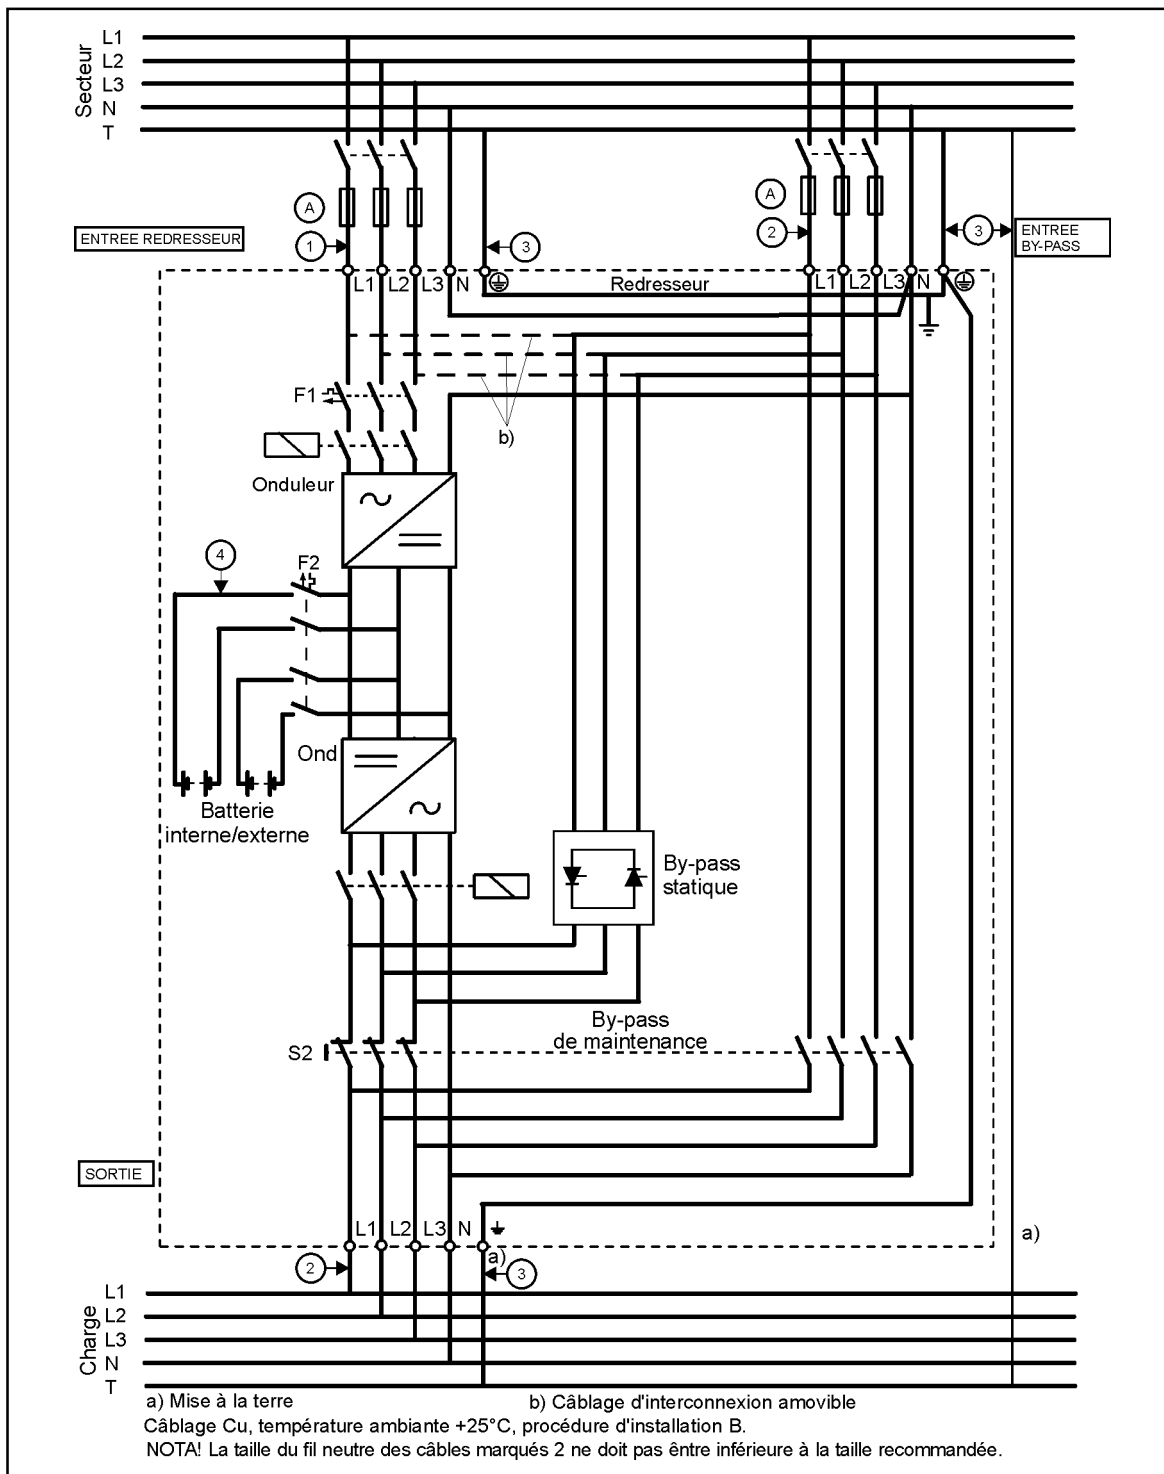 Secteur
L1
L2
L3
N
T
A
A
ENTREE REDRESSEUR
1
3
2
3
ENTREE
BY-PASS
L1 L2 L3 N
Redresseur
L1 L2 L3 N
F1
b)
Onduleur
4
F2
Ond
Batterie
interne/externe
By-pass
statique
By-pass
de maintenance
S2
SORTIE
L1 L2 L3 N
a)
a)
2
3
Charge
L1
L2
L3
N
T
a) Mise à la terre
b) Câblage d'interconnexion amovible
Câblage Cu, température ambiante +25°C, procédure d'installation B.
NOTA! La taille du fil neutre des câbles marqués 2 ne doit pas êntre inférieure à la taille recommandée.